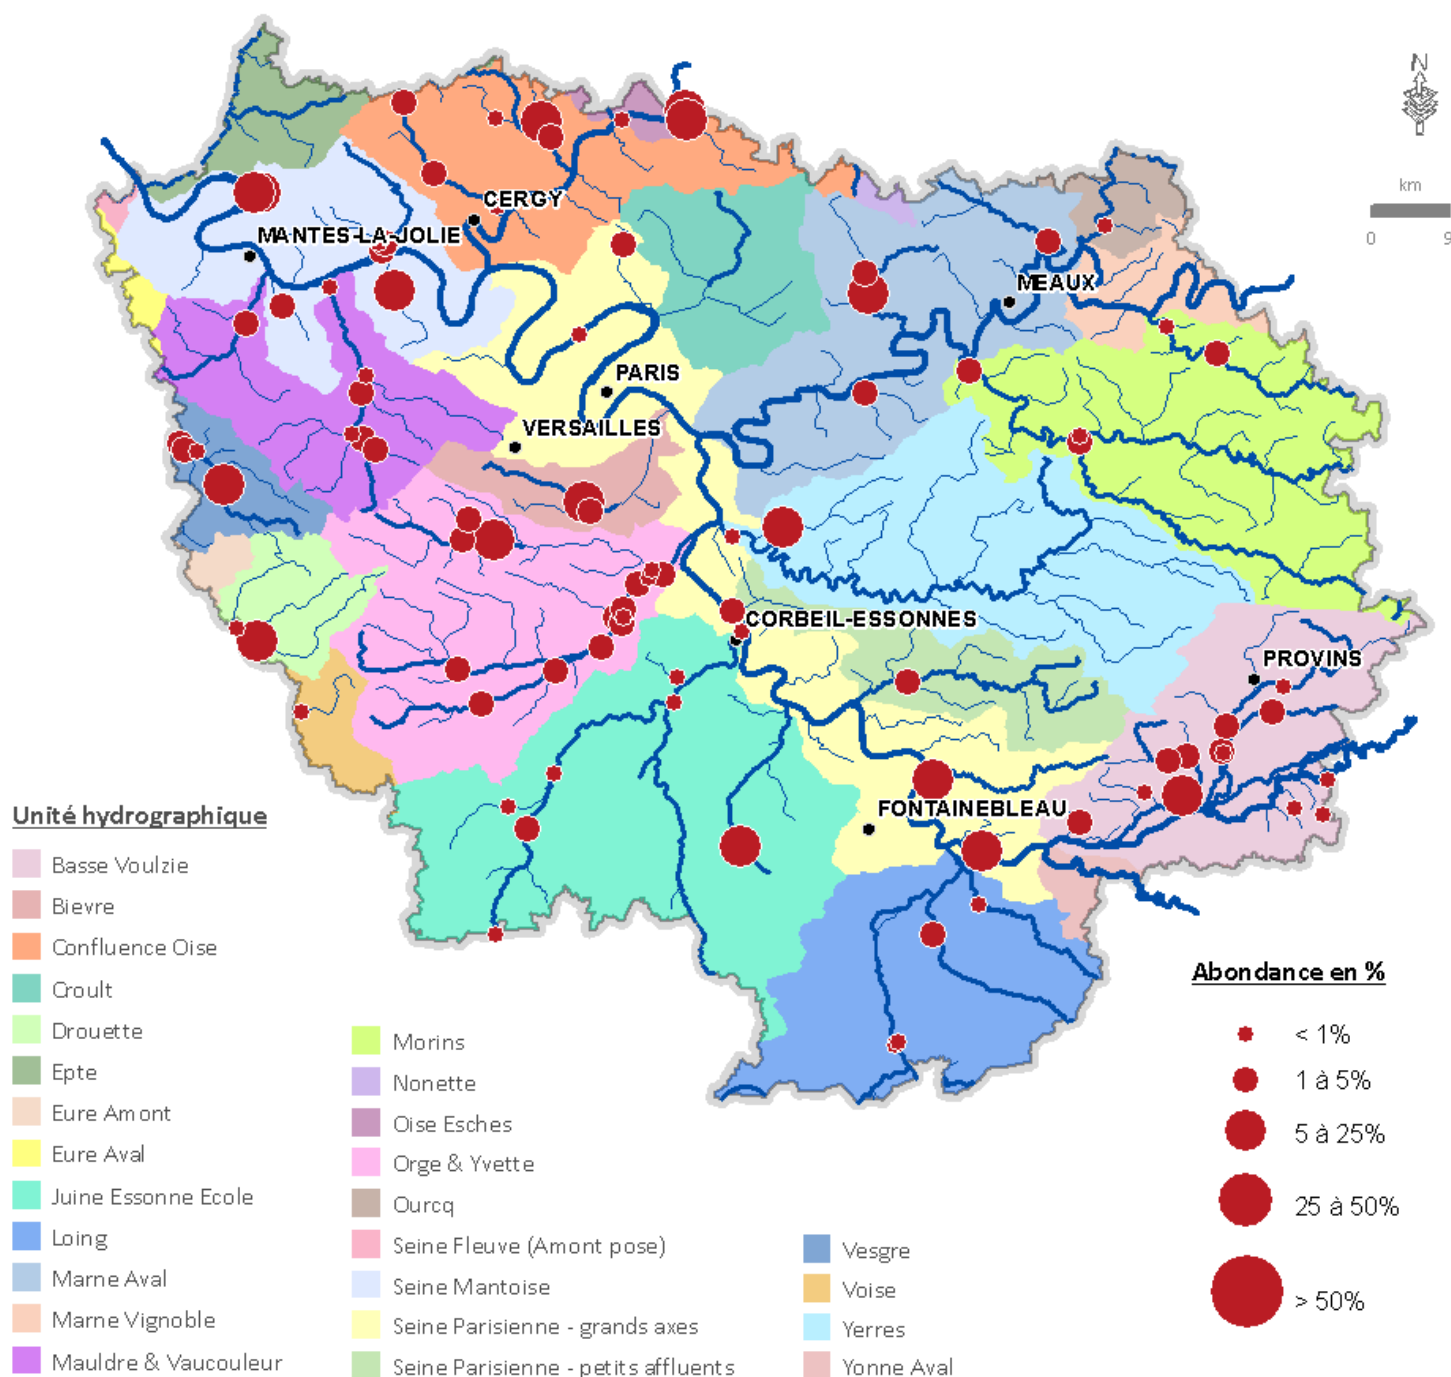 N
km
0 9
CERGY
MANTES-LA-JOLIE
MEAUX
PARIS
VERSAILLES
CORBEIL-ESSONNES
PROVINS
FONTAINEBLEAU
Unité hydrographique
Basse Voulzie
Bievre
Confluence Oise
Croult
Drouette
Epte
Eure Amont
Eure Aval
Juine Essonne Ecole
Loing
Marne Aval
Marne Vignoble
Mauldre & Vaucouleur
Morins
Nonette
Oise Esches
Orge & Yvette
Ourcq
Seine Fleuve (Amont pose)
Seine Mantoise
Seine Parisienne - grands axes
Seine Parisienne - petits affluents
Vesgre
Voise
Yerres
Yonne Aval
Abondance en %
< 1%
1 à 5%
5 à 25%
25 à 50%
> 50%